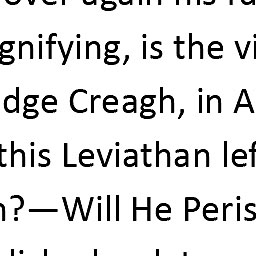 over again his
gnifying, is the vi
dge Creagh, in A
this Leviathan lef
n?—Will He Peris